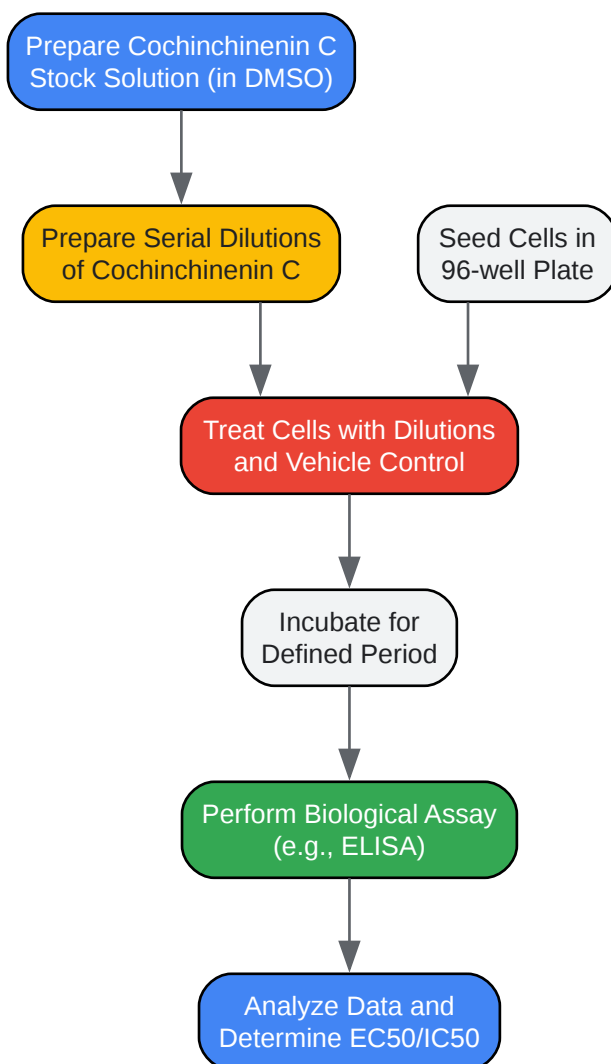 Prepare Cochinchinenin C
Stock Solution (in DMSO)
Prepare Serial Dilutions
of Cochinchinenin C
Seed Cells in
96-well Plate
Treat Cells with Dilutions
and Vehicle Control
Incubate for
Defined Period
Perform Biological Assay
(e.g., ELISA)
Analyze Data and
Determine EC50/IC50